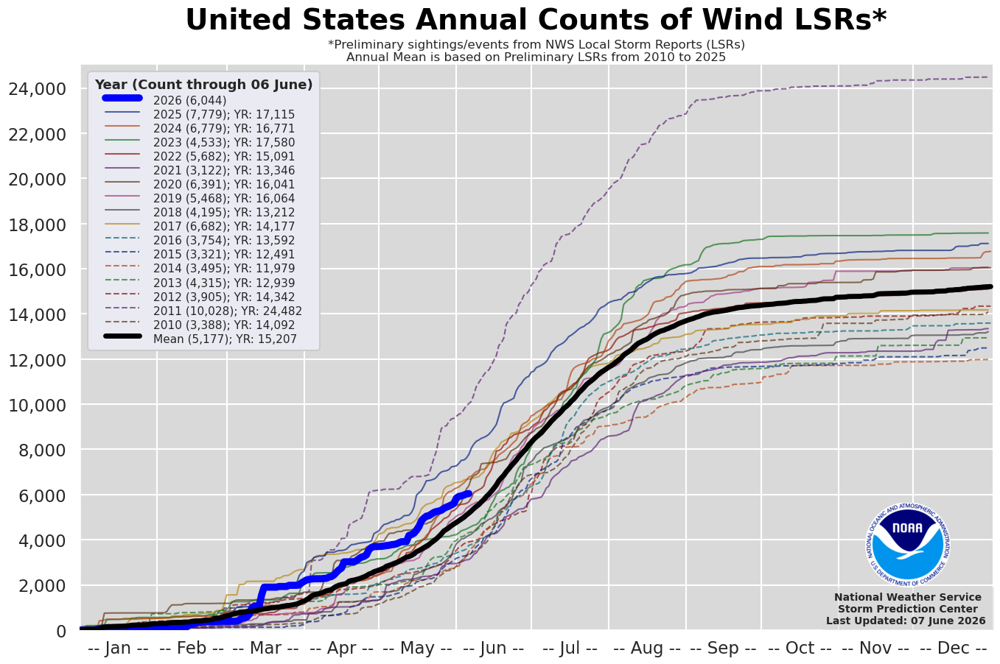 United States Annual Counts of Wind LSRs*
*Preliminary sightings/events from NWS Local Storm Reports (LSRs)
Annual Mean is based on Preliminary LSRs from 2010 to 2025
Year (Count through 06 June)
2026 (6,044)
2025 (7,779); YR: 17,115
2024 (6,779); YR: 16,771
2023 (4,533); YR: 17,580
2022 (5,682); YR: 15,091
2021 (3,122); YR: 13,346
2020 (6,391); YR: 16,041
2019 (5,468); YR: 16,064
2018 (4,195); YR: 13,212
2017 (6,682); YR: 14,177
2016 (3,754); YR: 13,592
2015 (3,321); YR: 12,491
2014 (3,495); YR: 11,979
2013 (4,315); YR: 12,939
2012 (3,905); YR: 14,342
2011 (10,028); YR: 24,482
2010 (3,388); YR: 14,092
Mean (5,177); YR: 15,207
24,000
22,000
20,000
18,000
16,000
14,000
12,000
10,000
8,000
6,000
4,000
2,000
0
-- Jan -- -- Feb -- -- Mar -- -- Apr -- -- May -- -- Jun -- -- Jul -- -- Aug -- -- Sep -- -- Oct -- -- Nov -- -- Dec --
NATIONAL OCEANIC AND ATMOSPHERIC ADMINISTRATION
NOAA
U.S. DEPARTMENT OF COMMERCE
National Weather Service
Storm Prediction Center
Last Updated: 07 June 2026